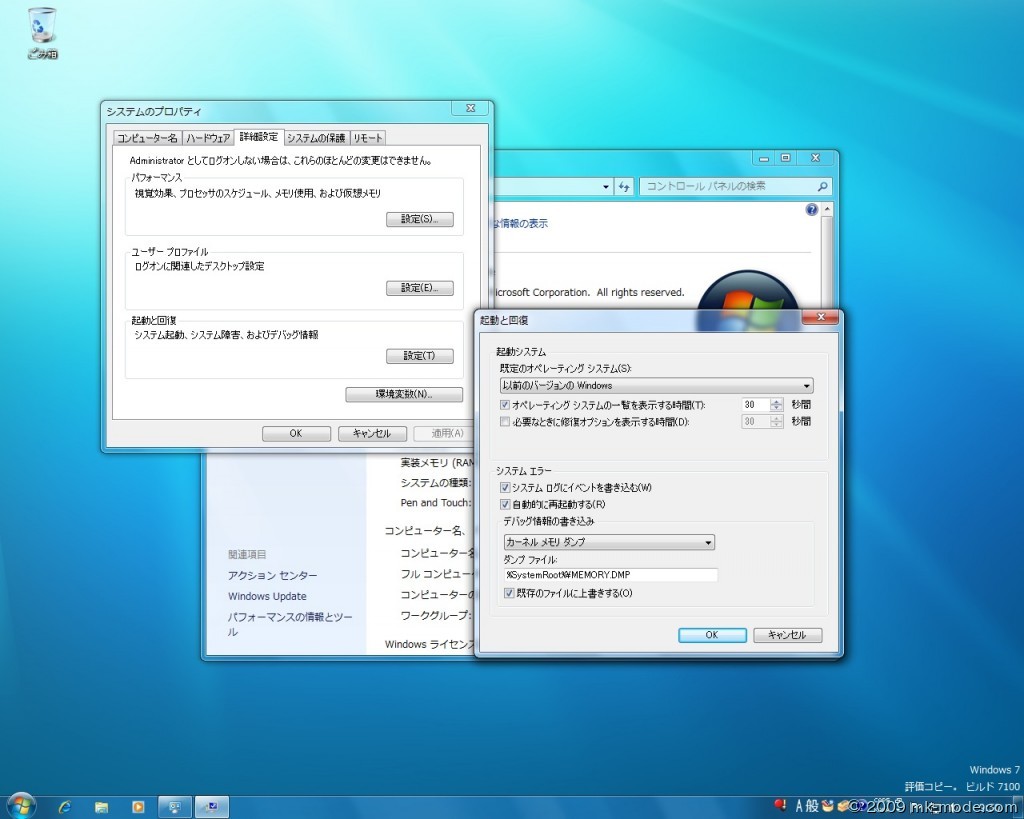 ごみ箱
システムのプロパティ
コンピューター名 ハードウェア 詳細設定 システムの保護 リモート
Administrator としてログオンしない場合は、これらのほとんどの変更はできません。
パフォーマンス
視覚効果、プロセッサのスケジュール、メモリ使用、および仮想メモリ
設定(S)...
ユーザー プロファイル
ログオンに関連したデスクトップ設定
設定(E)...
起動と回復
システム起動、システム障害、およびデバッグ情報
設定(T)
環境変数(N)...
OK キャンセル 適用(A)
コントロール パネルの検索
な情報の表示
icrosoft Corporation. All rights reserved.
起動と回復
起動システム
既定のオペレーティング システム(S):
以前のバージョンの Windows
オペレーティング システムの一覧を表示する時間(T): 30 秒間
必要なときに修復オプションを表示する時間(D): 30 秒間
システム エラー
システム ログにイベントを書き込む(W)
自動的に再起動する(R)
デバッグ情報の書き込み
カーネル メモリ ダンプ
ダンプ ファイル:
%SystemRoot%¥MEMORY.DMP
既存のファイルに上書きする(O)
OK キャンセル
実装メモリ (RAM
システムの種類:
Pen and Touch:
コンピューター名、
コンピューター名
フル コンピュー
コンピューターの
ワークグループ:
Windows ライセンス
関連項目
アクション センター
Windows Update
パフォーマンスの情報とツー
ル
Windows 7
評価コピー。 ビルド 7100
A 般
© 2009 mk-mode.com